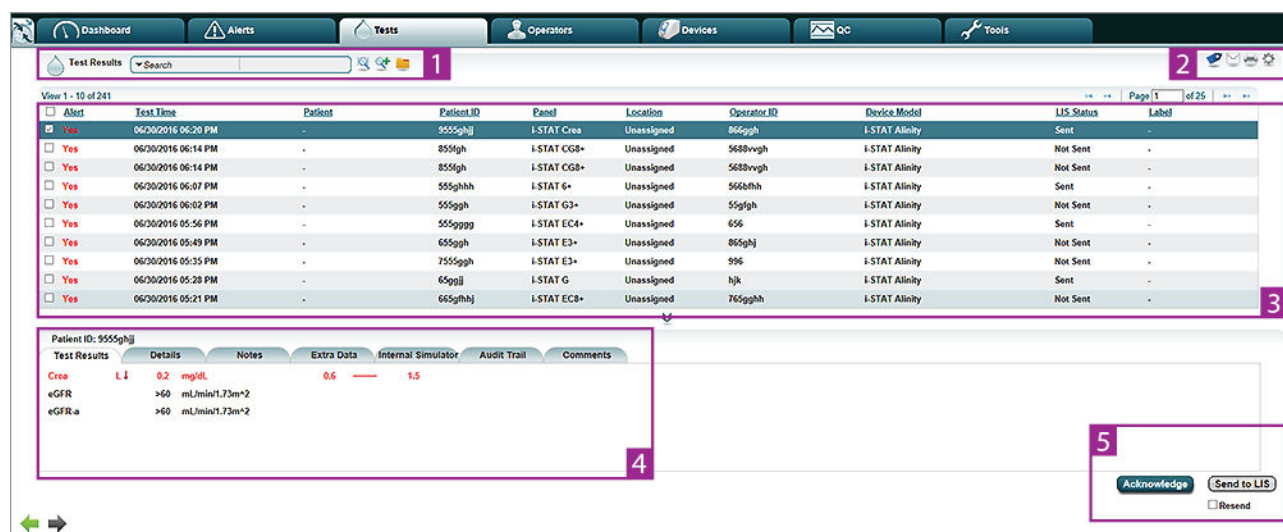 Dashboard Alerts Tests Operators Devices QC Tools
Test Results Search 1 2
View 1 - 10 of 241 Page 1 of 25
Alert Test Time Patient Patient ID Panel Location Operator ID Device Model LIS Status Label
Yes 06/30/2016 06:20 PM - 9555ghjj i-STAT Crea Unassigned 866ggh i-STAT Alinity Sent -
Yes 06/30/2016 06:14 PM - 855fgh i-STAT CG8+ Unassigned 5688vvgh i-STAT Alinity Not Sent -
Yes 06/30/2016 06:14 PM - 855fgh i-STAT CG8+ Unassigned 5688vvgh i-STAT Alinity Not Sent -
Yes 06/30/2016 06:07 PM - 555ghhh i-STAT 6+ Unassigned 566bfhh i-STAT Alinity Sent -
Yes 06/30/2016 06:02 PM - 555ggh i-STAT G3+ Unassigned 55gfgh i-STAT Alinity Not Sent -
Yes 06/30/2016 05:56 PM - 555gggg i-STAT EC4+ Unassigned 656 i-STAT Alinity Sent -
Yes 06/30/2016 05:49 PM - 655ggh i-STAT E3+ Unassigned 865ghj i-STAT Alinity Not Sent -
Yes 06/30/2016 05:35 PM - 7555ggh i-STAT E3+ Unassigned 996 i-STAT Alinity Not Sent -
Yes 06/30/2016 05:28 PM - 65ggjj i-STAT G Unassigned hjk i-STAT Alinity Sent -
Yes 06/30/2016 05:21 PM - 665gfhhj i-STAT EC8+ Unassigned 765gghh i-STAT Alinity Not Sent -
3
Patient ID: 9555ghjj
Test Results Details Notes Extra Data Internal Simulator Audit Trail Comments
Crea L↓ 0.2 mg/dL 0.6 — 1.5
eGFR >60 mL/min/1.73m^2
eGFR-a >60 mL/min/1.73m^2
4
5
Acknowledge Send to LIS
Resend